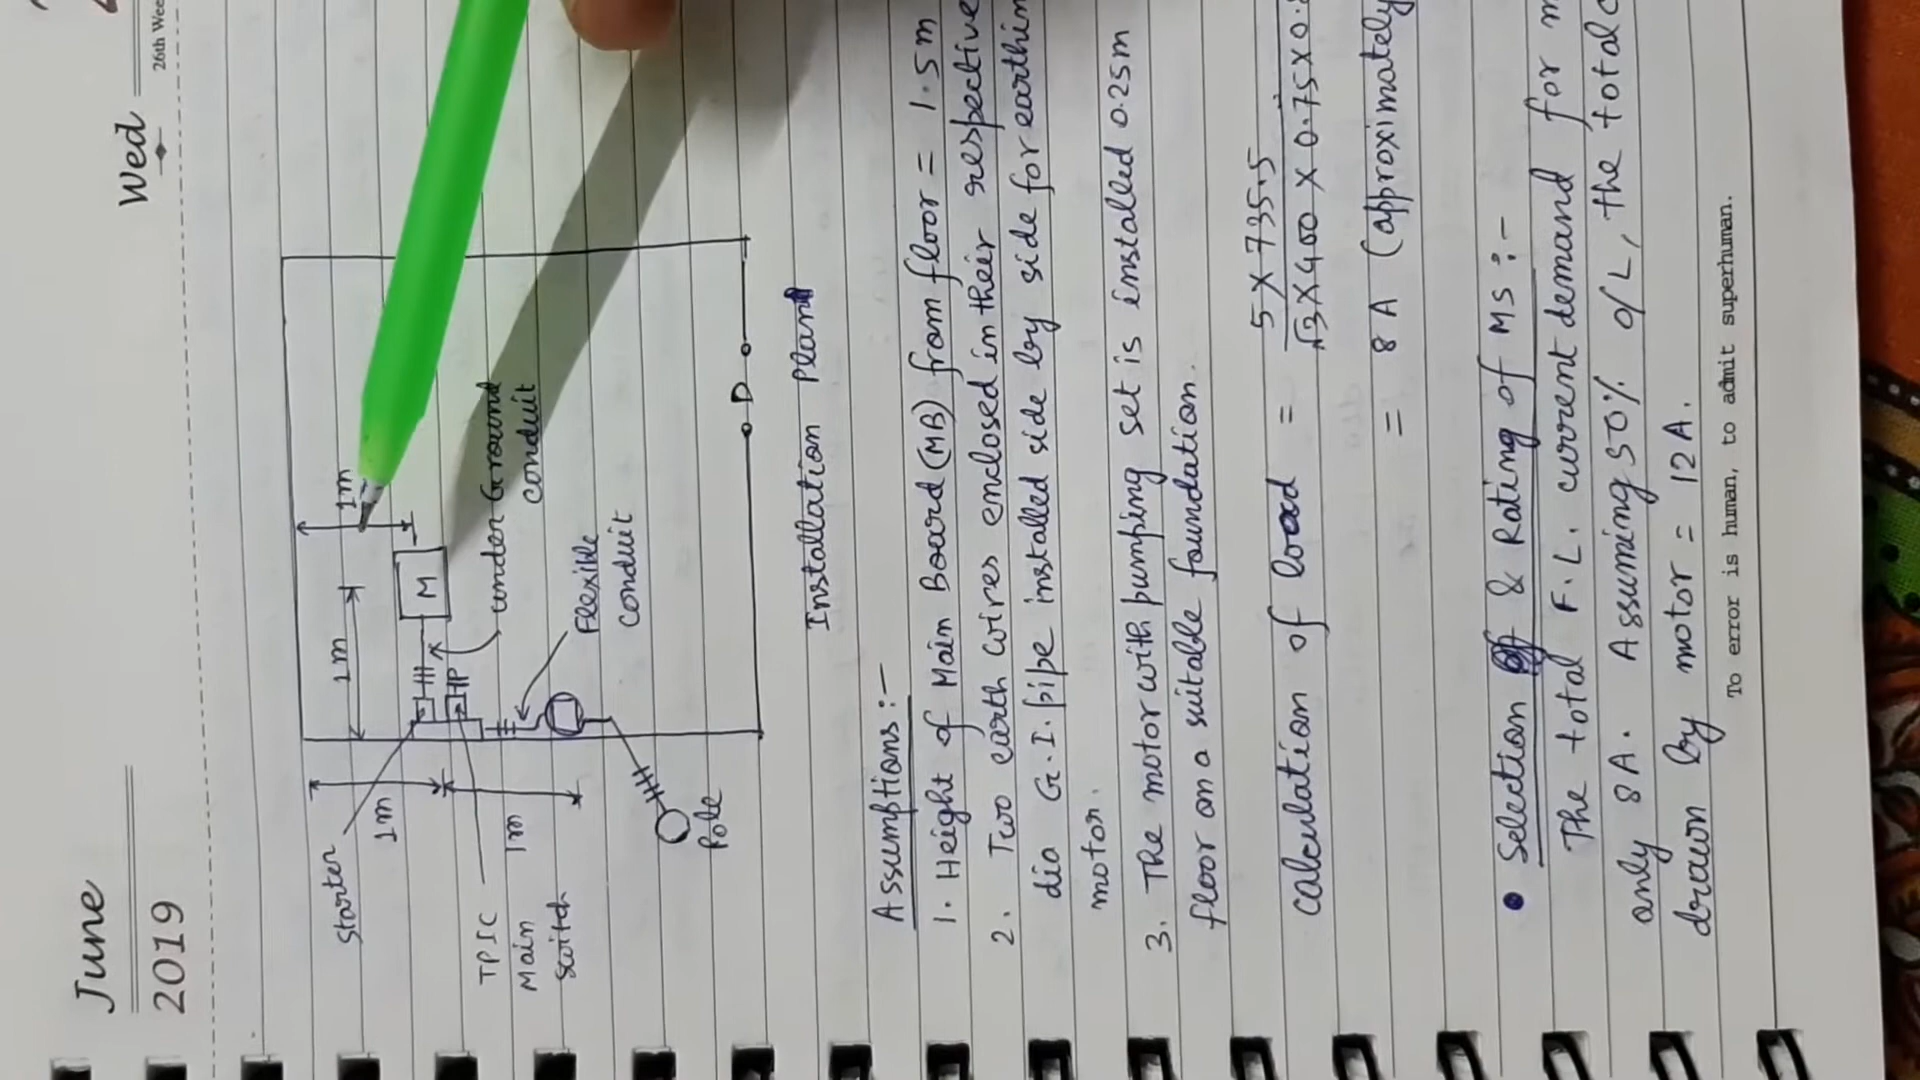 June
2019
Wed
26th Wee
Starter
1m
1m
1m
1m
M
HP
TPIC
Main
Switch
under Ground
conduit
Flexible
conduit
Pole
D
Installation Plan
Assumptions :-
1. Height of Main Board (MB) from floor = 1.5m
2. Two earth wires enclosed in their respective
dia G.I. pipe installed side by side for earthin
motor.
3. The motor with pumping set is installed 0.25m
floor on a suitable foundation.
calculation of load = 5 X 735.5
√3 X 400 X 0.75 X 0.
= 8 A (approximately
• Selection & Rating of MS :-
The total F.L. current demand for m
only 8A. Assuming 50% O/L, the total c
drawn by motor = 12A.
To error is human, to admit superhuman.